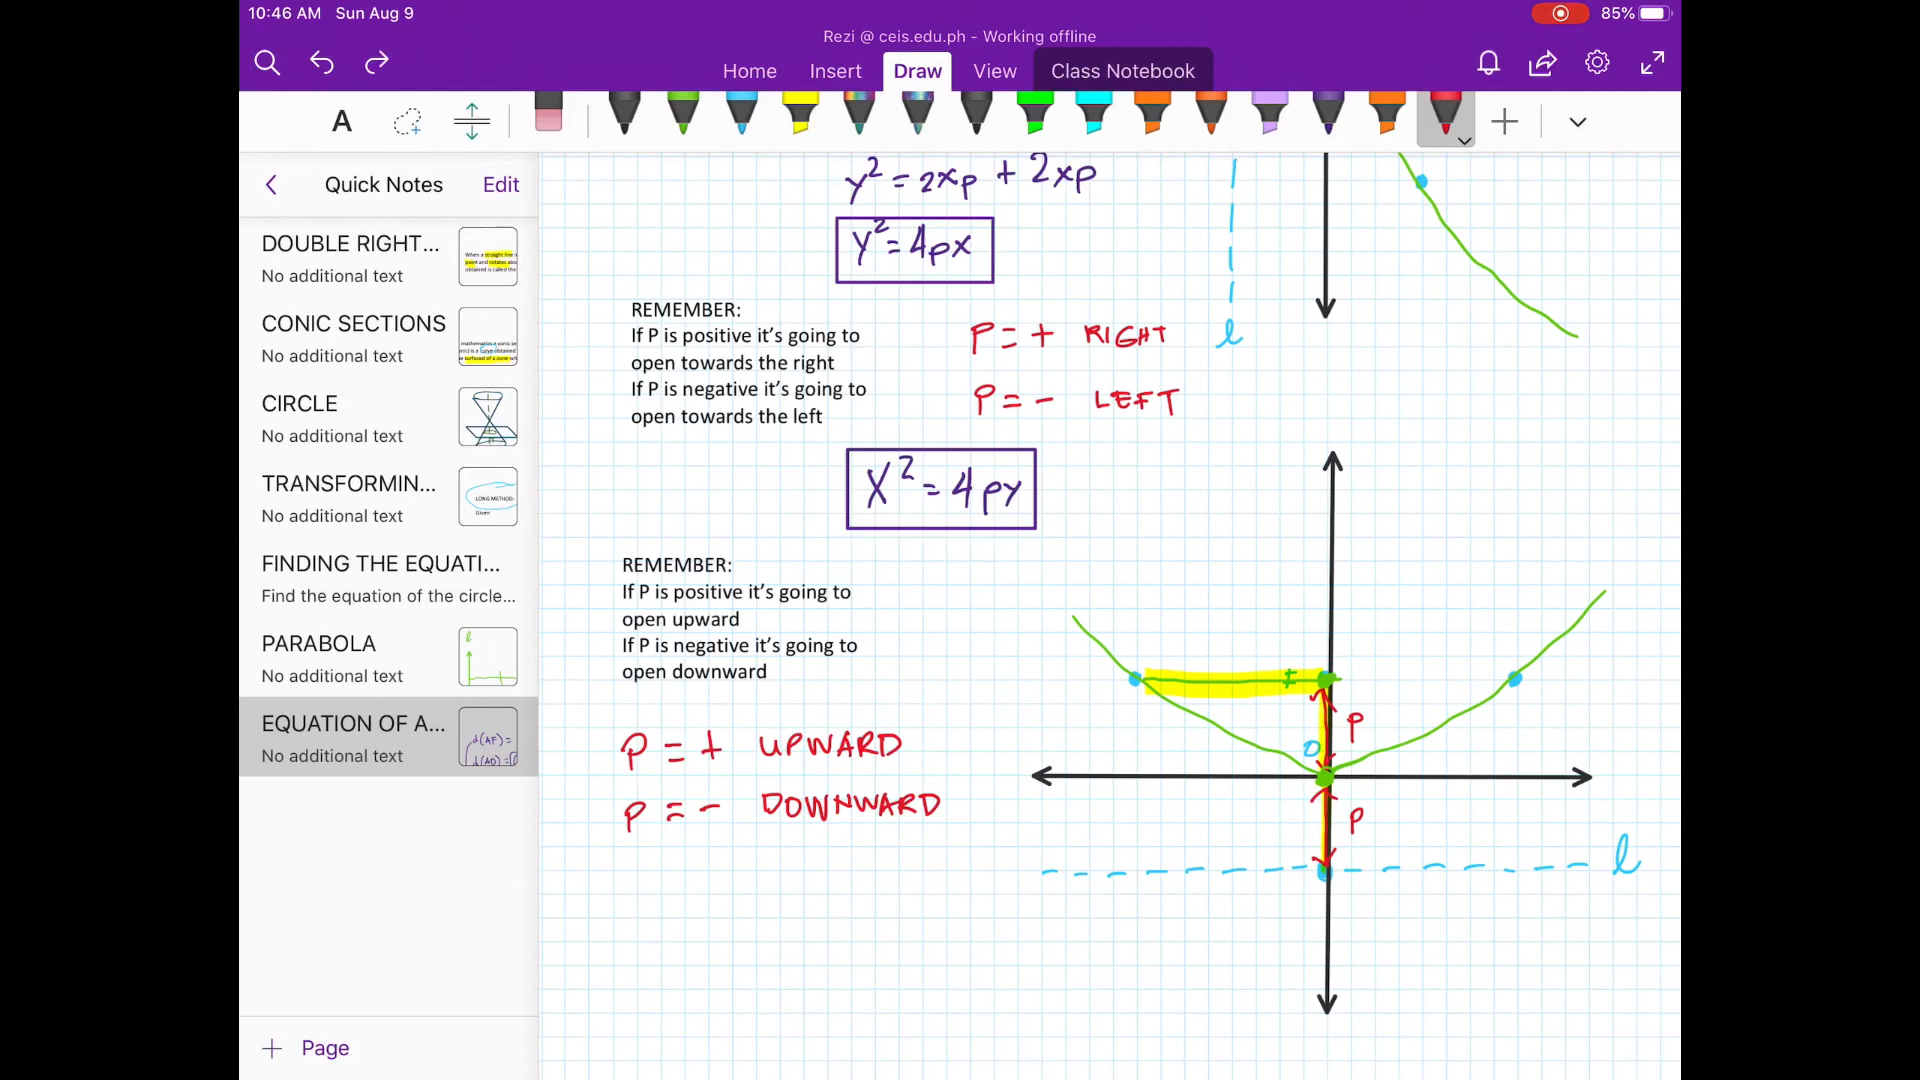 10:46 AM Sun Aug 9
85%
Rezi @ ceis.edu.ph - Working offline
Home Insert Draw View Class Notebook
A
Quick Notes Edit
DOUBLE RIGHT...
No additional text
CONIC SECTIONS
No additional text
CIRCLE
No additional text
TRANSFORMIN...
No additional text
LONG METHOD:
Given
FINDING THE EQUATI...
Find the equation of the circle...
PARABOLA
No additional text
l
EQUATION OF A...
No additional text
d(AF) =
Page
y² = 2xp + 2xp
y² = 4px
REMEMBER:
If P is positive it's going to
open towards the right
If P is negative it's going to
open towards the left
P = + RIGHT
P = - LEFT
l
X² = 4py
REMEMBER:
If P is positive it's going to
open upward
If P is negative it's going to
open downward
P = + UPWARD
P = - DOWNWARD
P
O
P
l